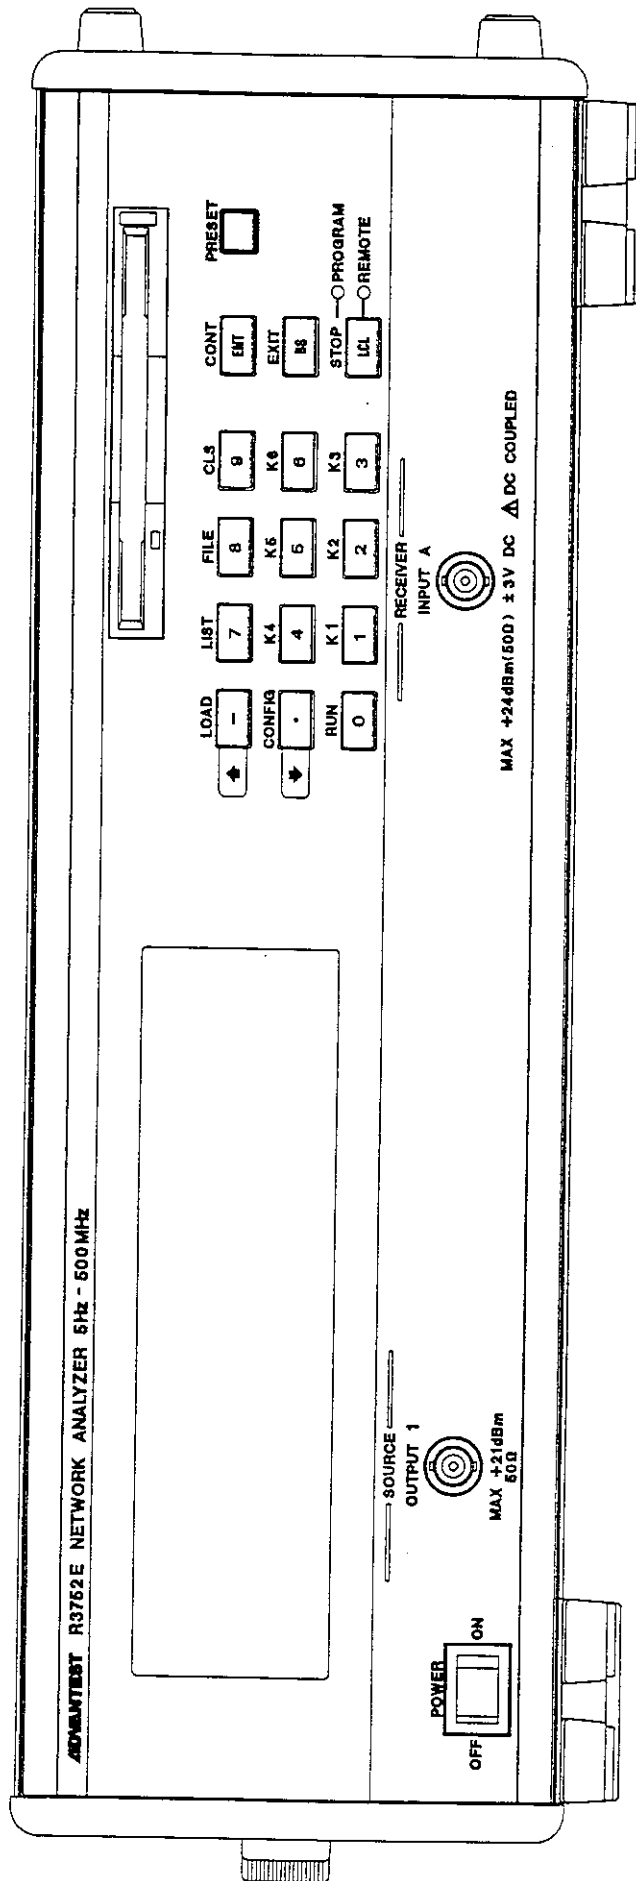 ADVANTEST R3752E NETWORK ANALYZER 5Hz - 500MHz
PRESET
LOAD LIST FILE CLS CONT
- 7 8 9 ENT
CONFIG K4 K5 K6 EXIT
. 4 5 6 BS
RUN K1 K2 K3 STOP
0 1 2 3 LCL
PROGRAM
REMOTE
POWER
OFF ON
SOURCE
OUTPUT 1
MAX +21dBm
50Ω
RECEIVER
INPUT A
MAX +24dBm(50Ω) ±3V DC ⚠ DC COUPLED